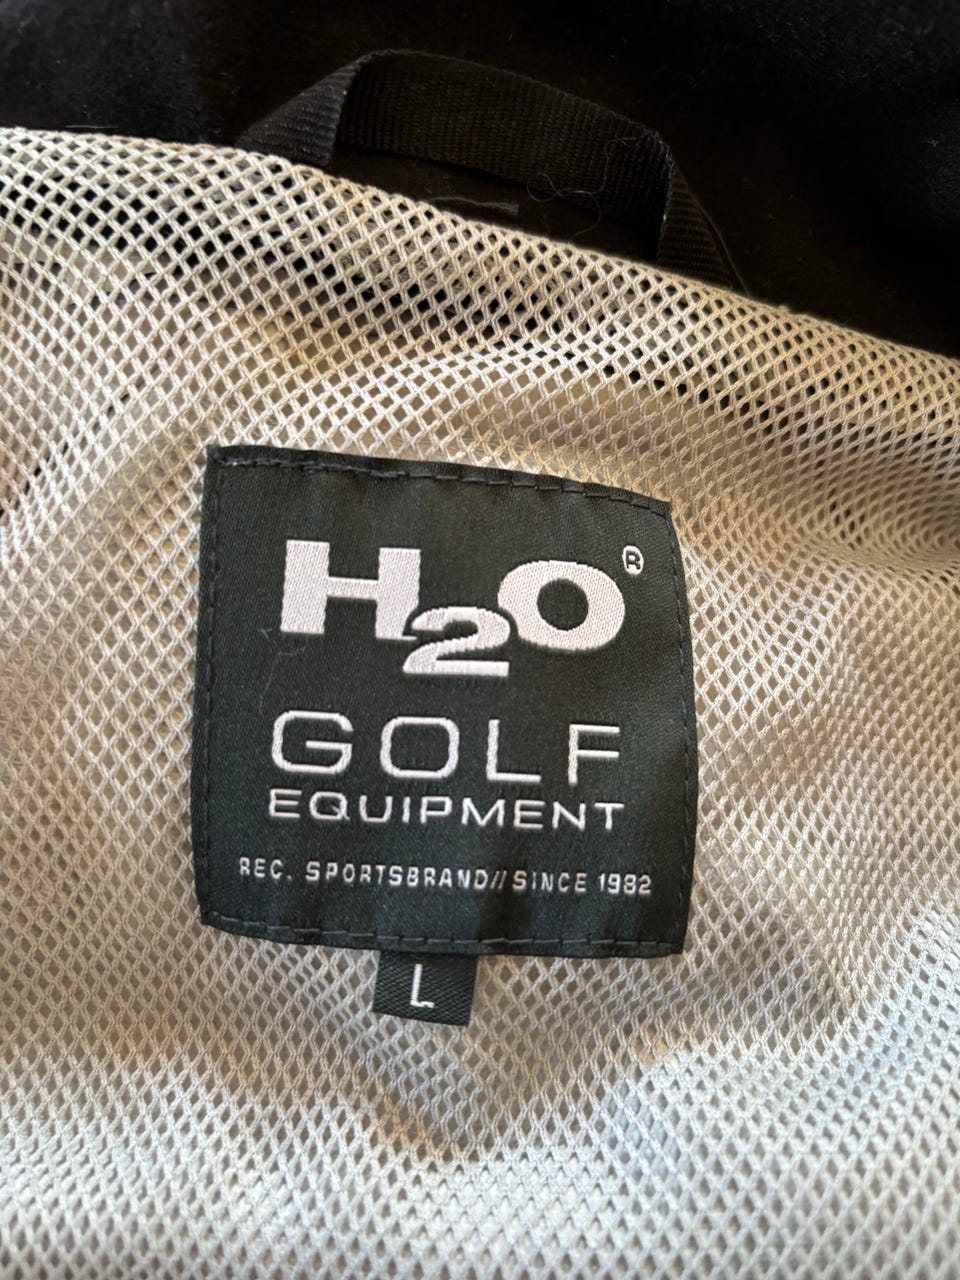 H2O®
GOLF
EQUIPMENT
REC. SPORTSBRAND//SINCE 1982
L